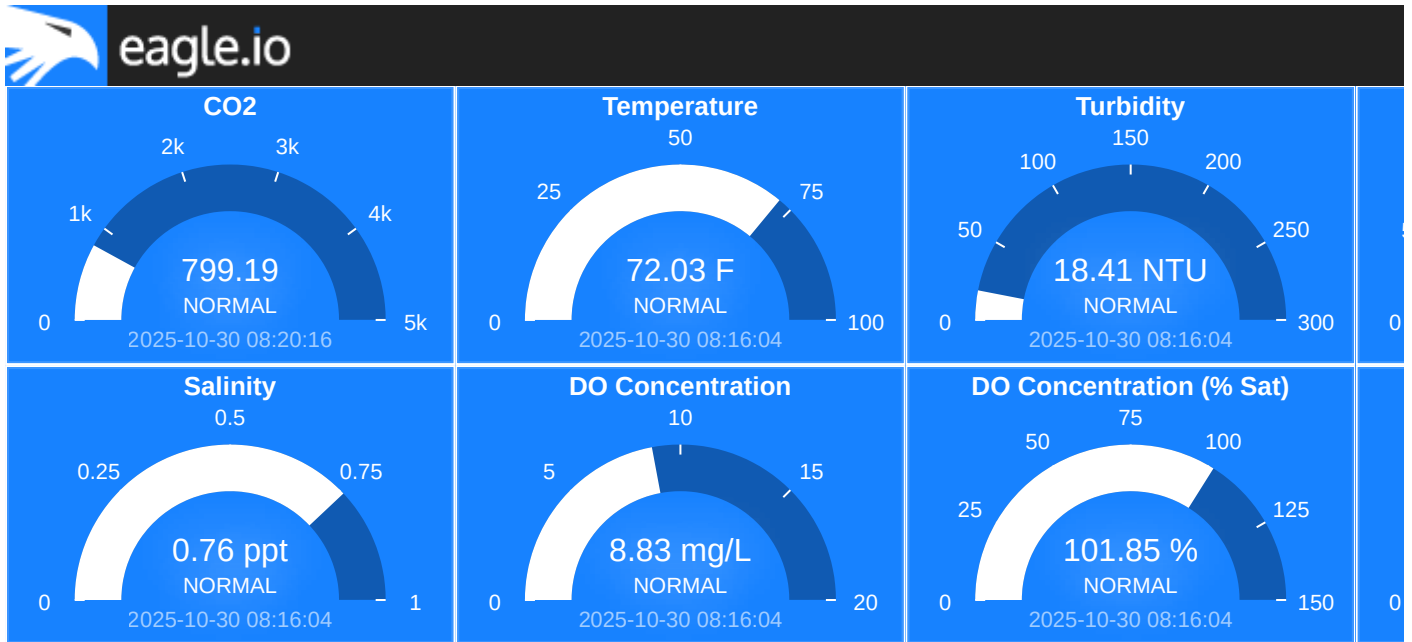 eagle.io
CO2
2k
3k
1k
4k
799.19
NORMAL
0
5k
2025-10-30 08:20:16
Temperature
50
25
75
72.03 F
NORMAL
0
100
2025-10-30 08:16:04
Turbidity
150
100
200
50
250
18.41 NTU
NORMAL
0
300
2025-10-30 08:16:04
0
Salinity
0.5
0.25
0.75
0.76 ppt
NORMAL
0
1
2025-10-30 08:16:04
DO Concentration
10
5
15
8.83 mg/L
NORMAL
0
20
2025-10-30 08:16:04
DO Concentration (% Sat)
75
50
100
25
125
101.85 %
NORMAL
0
150
2025-10-30 08:16:04
0